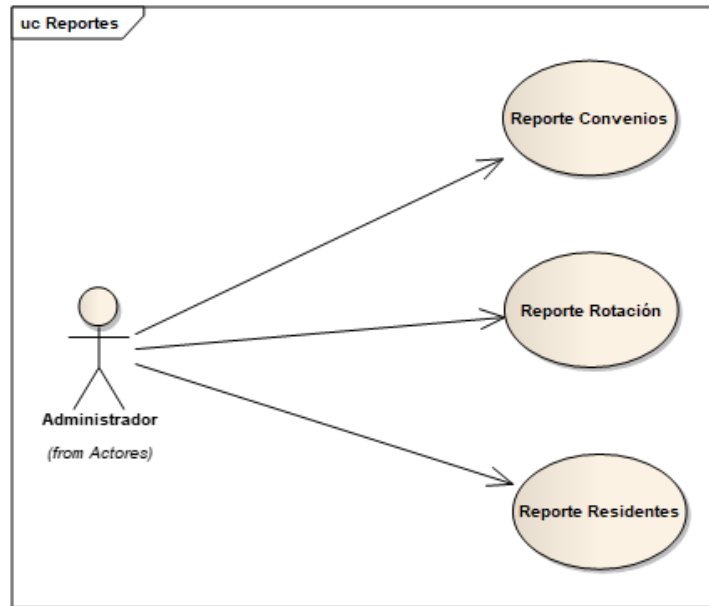 uc Reportes
Reporte Convenios
Reporte Rotación
Administrador
(from Actores)
Reporte Residentes